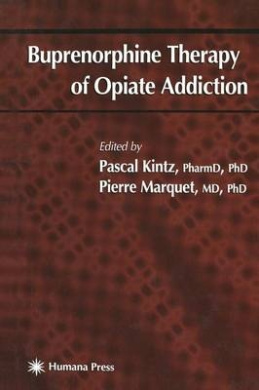 Buprenorphine Therapy
of Opiate Addiction
Edited by
Pascal Kintz, PharmD, PhD
Pierre Marquet, MD, PhD
Humana Press